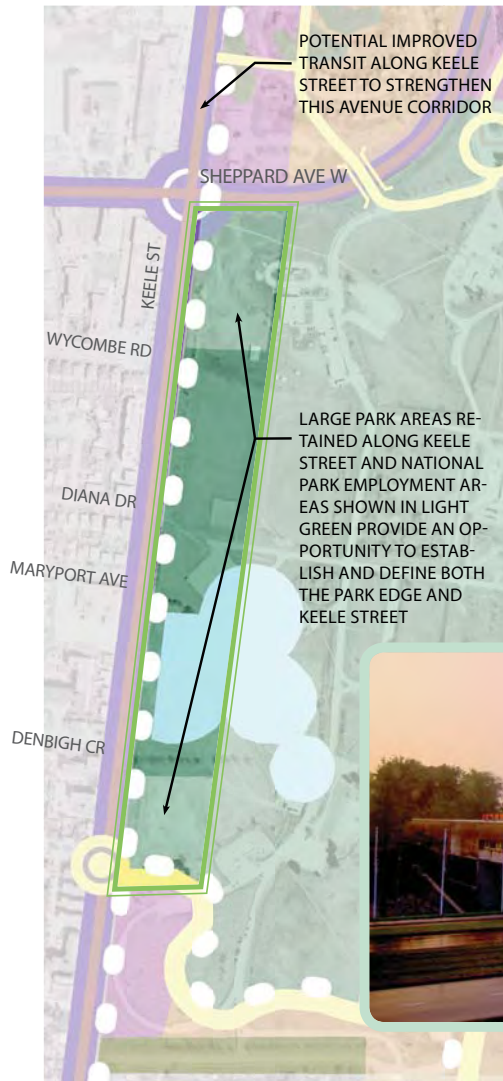 POTENTIAL IMPROVED
TRANSIT ALONG KEELE
STREET TO STRENGTHEN
THIS AVENUE CORRIDOR
SHEPPARD AVE W
KEELE ST
WYCOMBE RD
LARGE PARK AREAS RE-
TAINED ALONG KEELE
STREET AND NATIONAL
PARK EMPLOYMENT AR-
EAS SHOWN IN LIGHT
GREEN PROVIDE AN OP-
PORTUNITY TO ESTAB-
LISH AND DEFINE BOTH
THE PARK EDGE AND
KEELE STREET
DIANA DR
MARYPORT AVE
DENBIGH CR